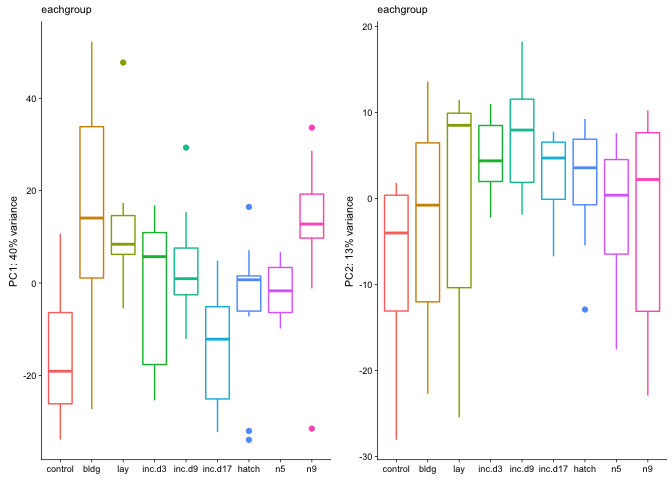 eachgroup
PC1: 40% variance
40
20
0
-20
control bldg lay inc.d3 inc.d9 inc.d17 hatch n5 n9
eachgroup
PC2: 13% variance
20
10
0
-10
-20
-30
control bldg lay inc.d3 inc.d9 inc.d17 hatch n5 n9